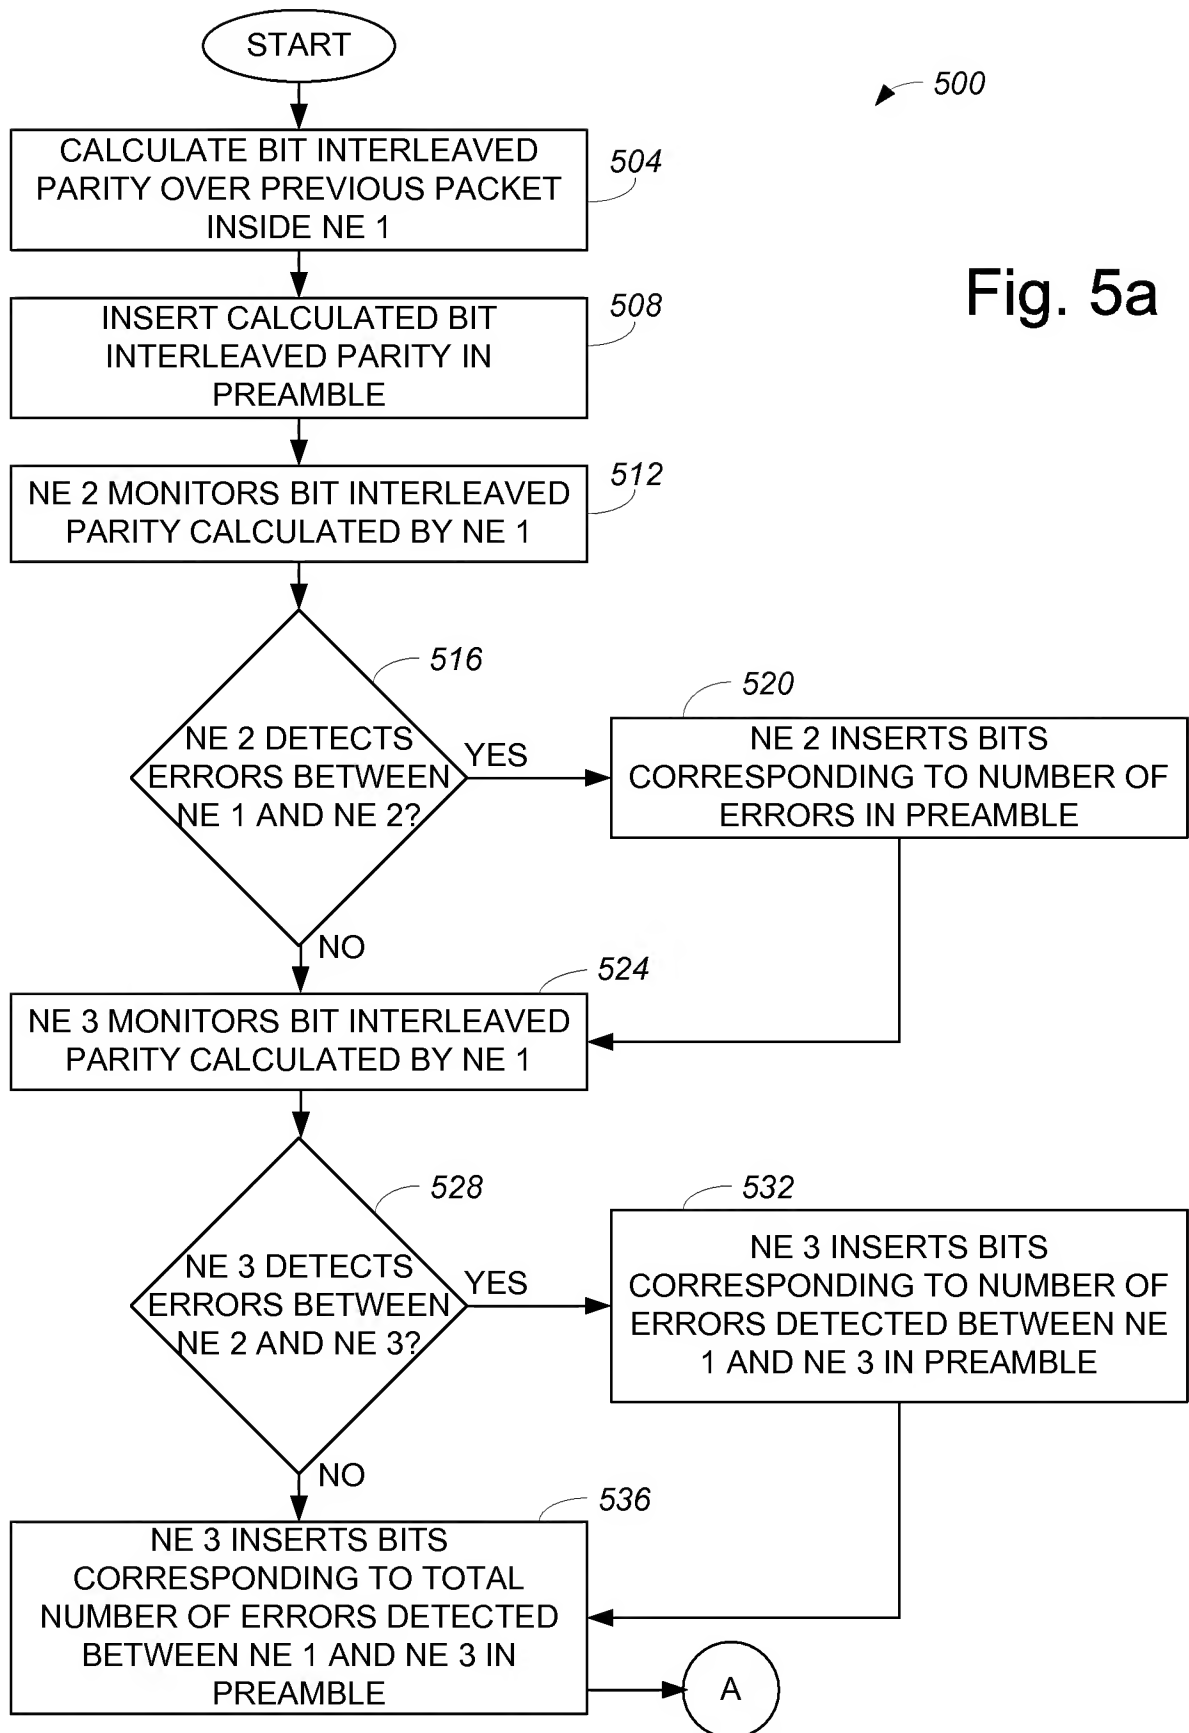 START
500
CALCULATE BIT INTERLEAVED
PARITY OVER PREVIOUS PACKET
INSIDE NE 1
504
Fig. 5a
INSERT CALCULATED BIT
INTERLEAVED PARITY IN
PREAMBLE
508
NE 2 MONITORS BIT INTERLEAVED
PARITY CALCULATED BY NE 1
512
516
NE 2 DETECTS
ERRORS BETWEEN
NE 1 AND NE 2?
YES
520
NE 2 INSERTS BITS
CORRESPONDING TO NUMBER OF
ERRORS IN PREAMBLE
NO
524
NE 3 MONITORS BIT INTERLEAVED
PARITY CALCULATED BY NE 1
528
NE 3 DETECTS
ERRORS BETWEEN
NE 2 AND NE 3?
YES
532
NE 3 INSERTS BITS
CORRESPONDING TO NUMBER OF
ERRORS DETECTED BETWEEN NE
1 AND NE 3 IN PREAMBLE
NO
536
NE 3 INSERTS BITS
CORRESPONDING TO TOTAL
NUMBER OF ERRORS DETECTED
BETWEEN NE 1 AND NE 3 IN
PREAMBLE
A